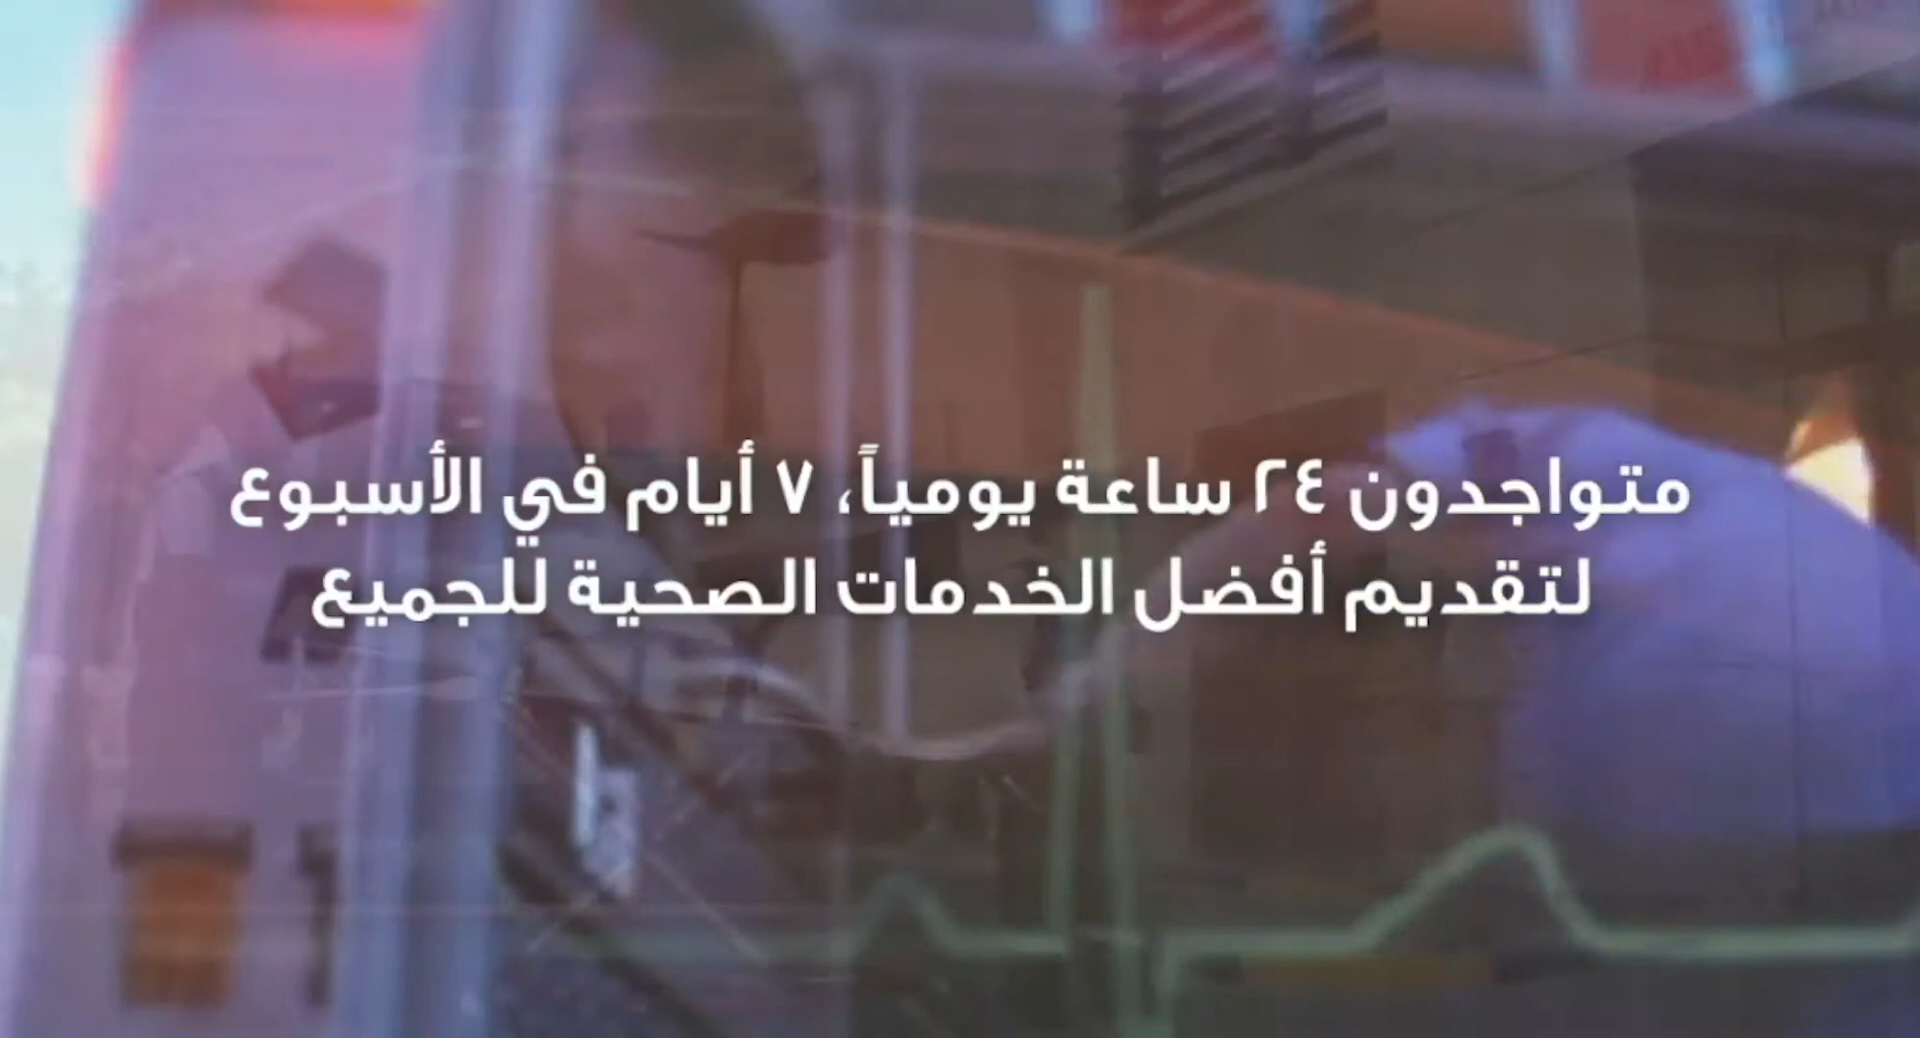 متواجدون ٢٤ ساعة يومياً، ٧ أيام في الأسبوع
لتقديم أفضل الخدمات الصحية للجميع